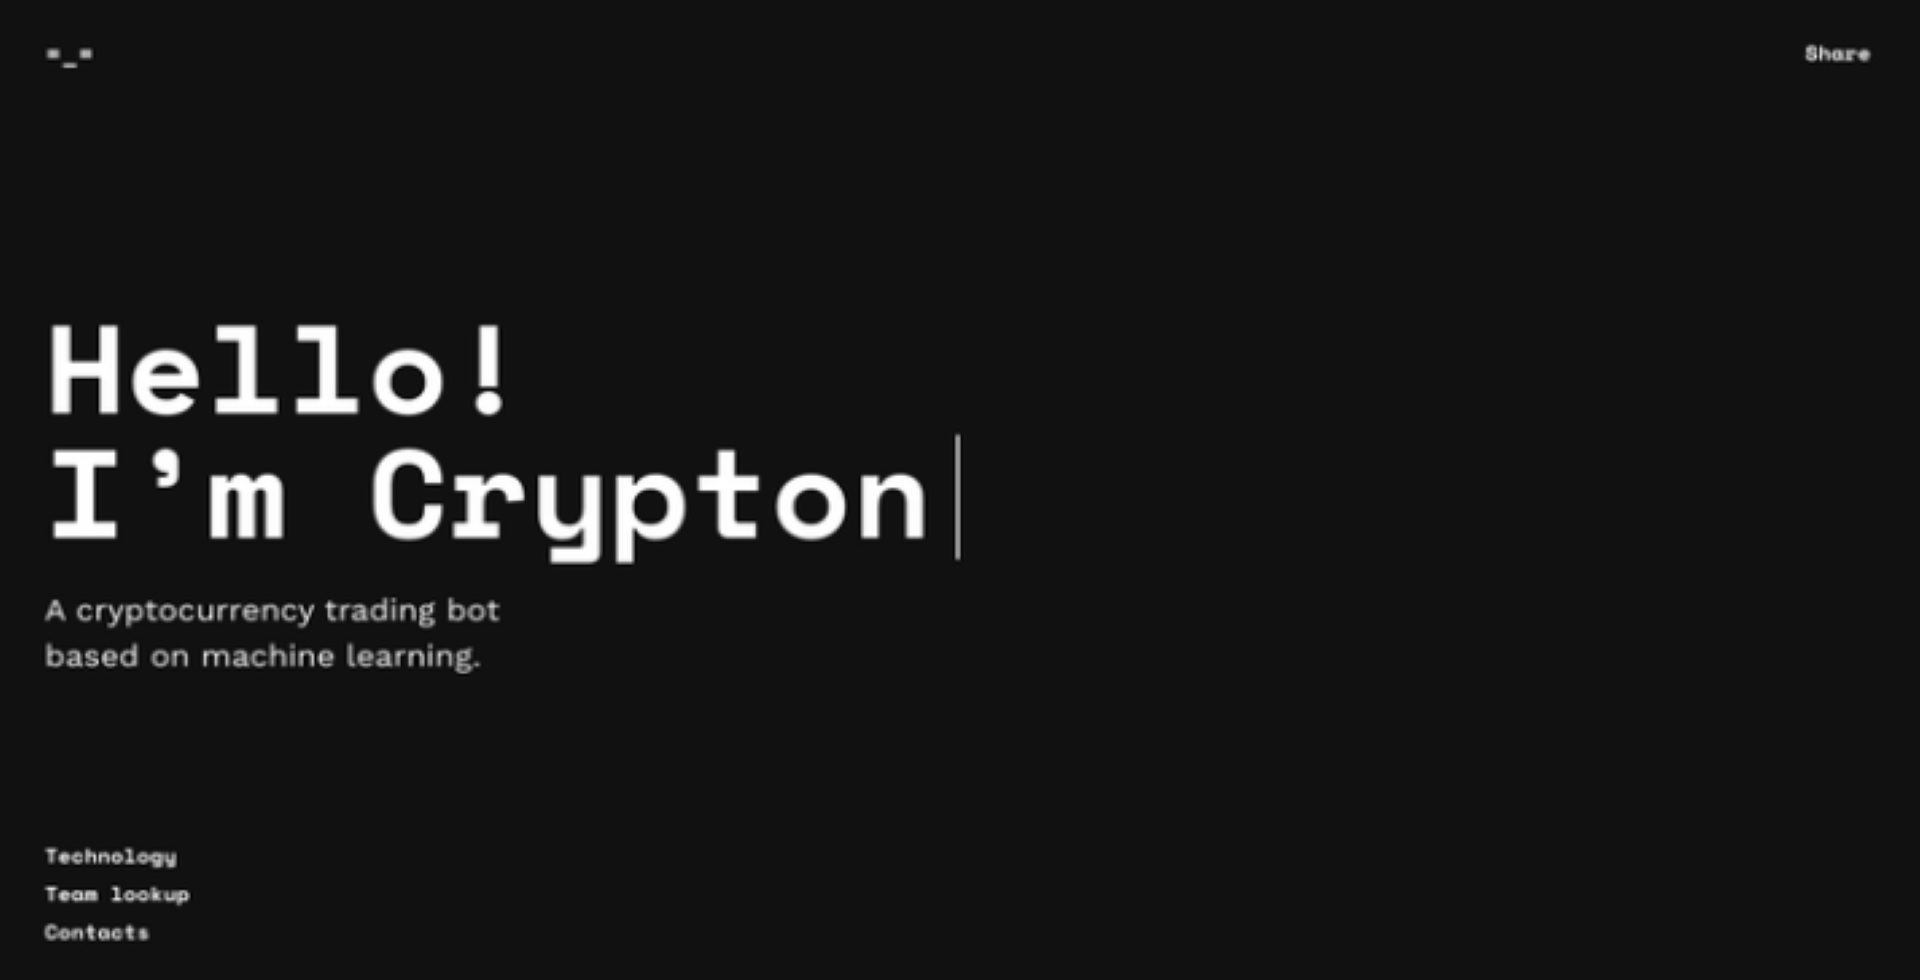 "_"
Share
Hello!
I’m Crypton
A cryptocurrency trading bot
based on machine learning.
Technology
Team lookup
Contacts